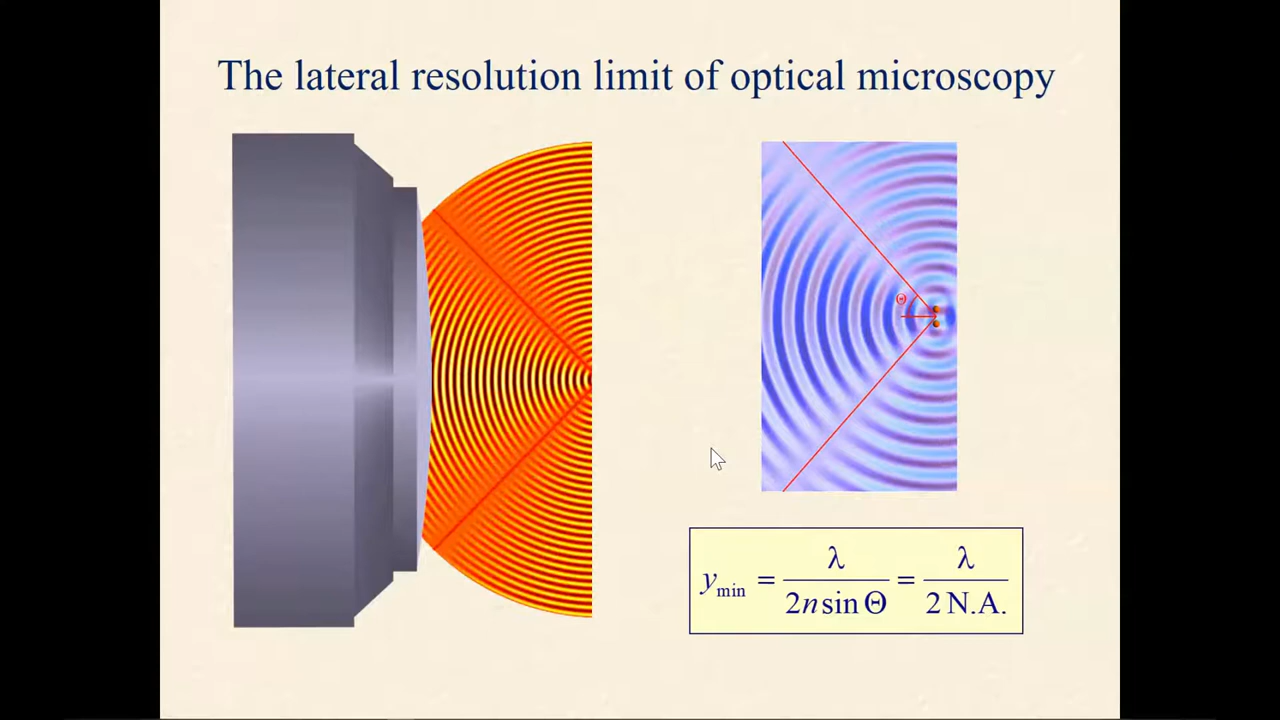 The lateral resolution limit of optical microscopy
Θ
y_min = λ / (2n sin Θ) = λ / (2 N.A.)